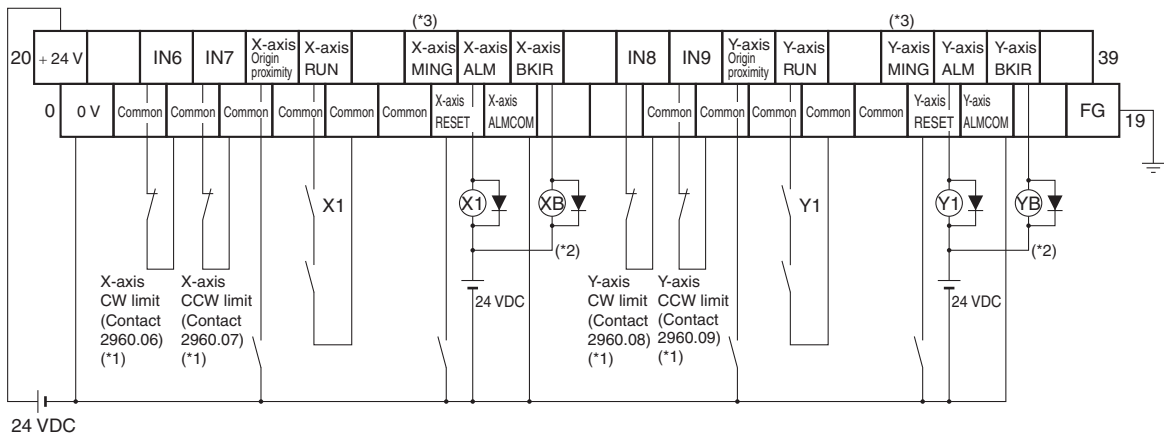 (*3) (*3)
20 + 24 V IN6 IN7 X-axis Origin proximity X-axis RUN X-axis MING X-axis ALM X-axis BKIR IN8 IN9 Y-axis Origin proximity Y-axis RUN Y-axis MING Y-axis ALM Y-axis BKIR 39
0 0 V Common Common Common Common Common Common X-axis RESET X-axis ALMCOM Common Common Common Common Common Y-axis RESET Y-axis ALMCOM FG 19
X1 X1 XB Y1 Y1 YB
(*2) (*2)
X-axis
CW limit
(Contact
2960.06)
(*1)
X-axis
CCW limit
(Contact
2960.07)
(*1)
24 VDC
Y-axis
CW limit
(Contact
2960.08)
(*1)
Y-axis
CCW limit
(Contact
2960.09)
(*1)
24 VDC
24 VDC